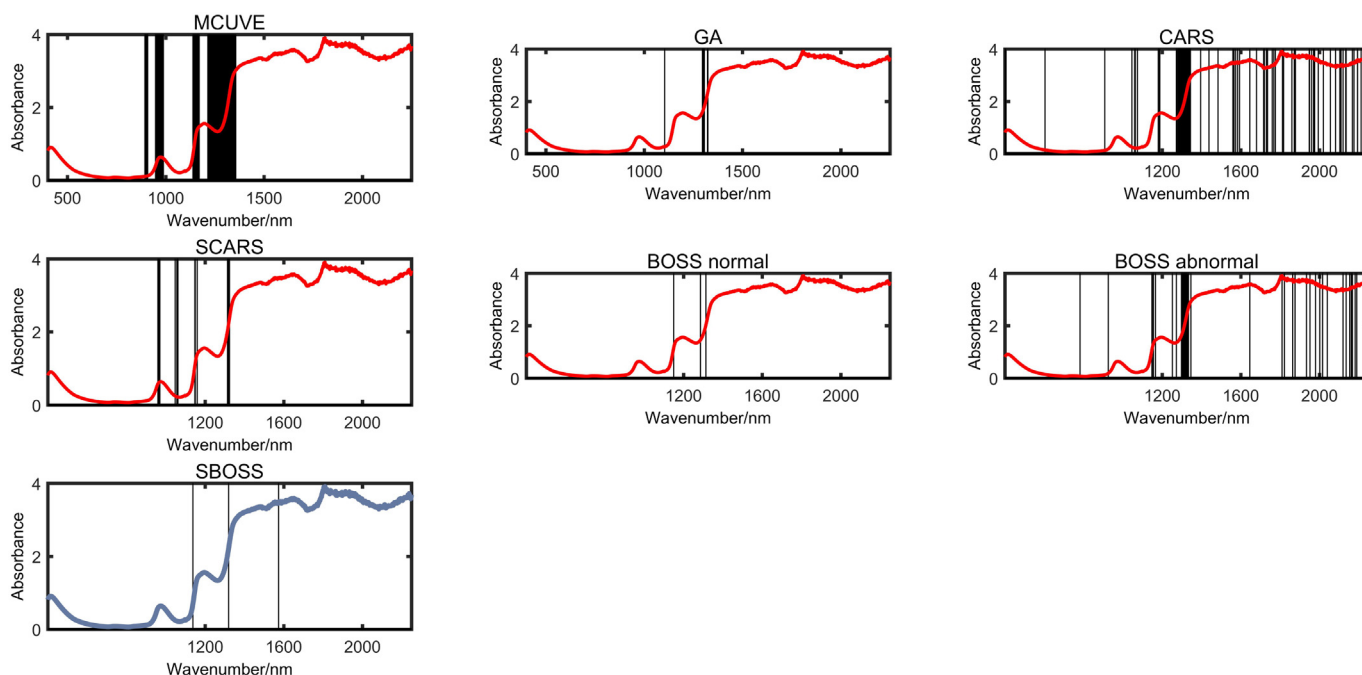 MCUVE
4
2
0
Absorbance
500 1000 1500 2000
Wavenumber/nm
GA
4
2
0
Absorbance
500 1000 1500 2000
Wavenumber/nm
CARS
4
2
0
Absorbance
1200 1600 2000
Wavenumber/nm
SCARS
4
2
0
Absorbance
1200 1600 2000
Wavenumber/nm
BOSS normal
4
2
0
Absorbance
1200 1600 2000
Wavenumber/nm
BOSS abnormal
4
2
0
Absorbance
1200 1600 2000
Wavenumber/nm
SBOSS
4
2
0
Absorbance
1200 1600 2000
Wavenumber/nm